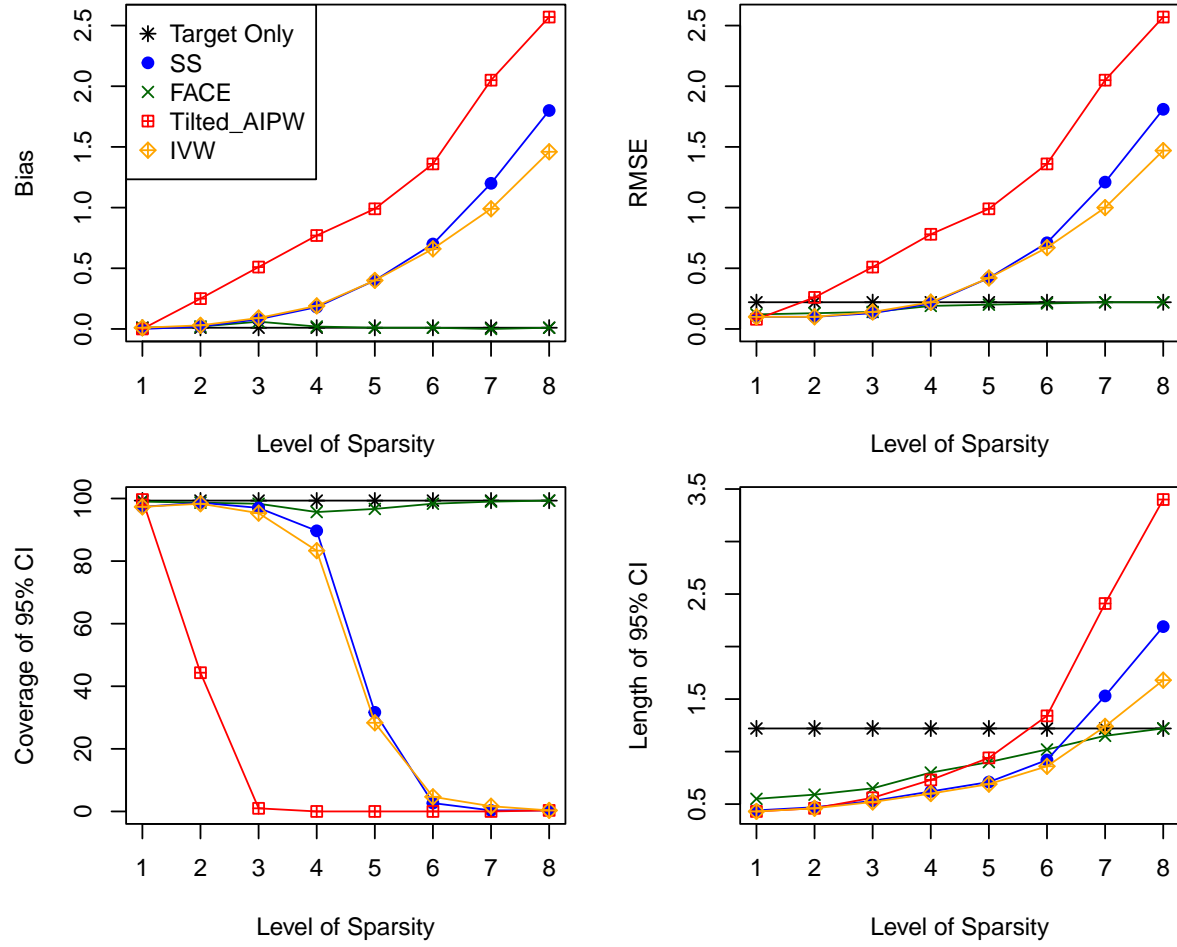 Target Only
SS
FACE
Tilted_AIPW
IVW
Bias
0.0 0.5 1.0 1.5 2.0 2.5
1 2 3 4 5 6 7 8
Level of Sparsity
RMSE
0.0 0.5 1.0 1.5 2.0 2.5
1 2 3 4 5 6 7 8
Level of Sparsity
Coverage of 95% CI
0 20 40 60 80 100
1 2 3 4 5 6 7 8
Level of Sparsity
Length of 95% CI
0.5 1.5 2.5 3.5
1 2 3 4 5 6 7 8
Level of Sparsity